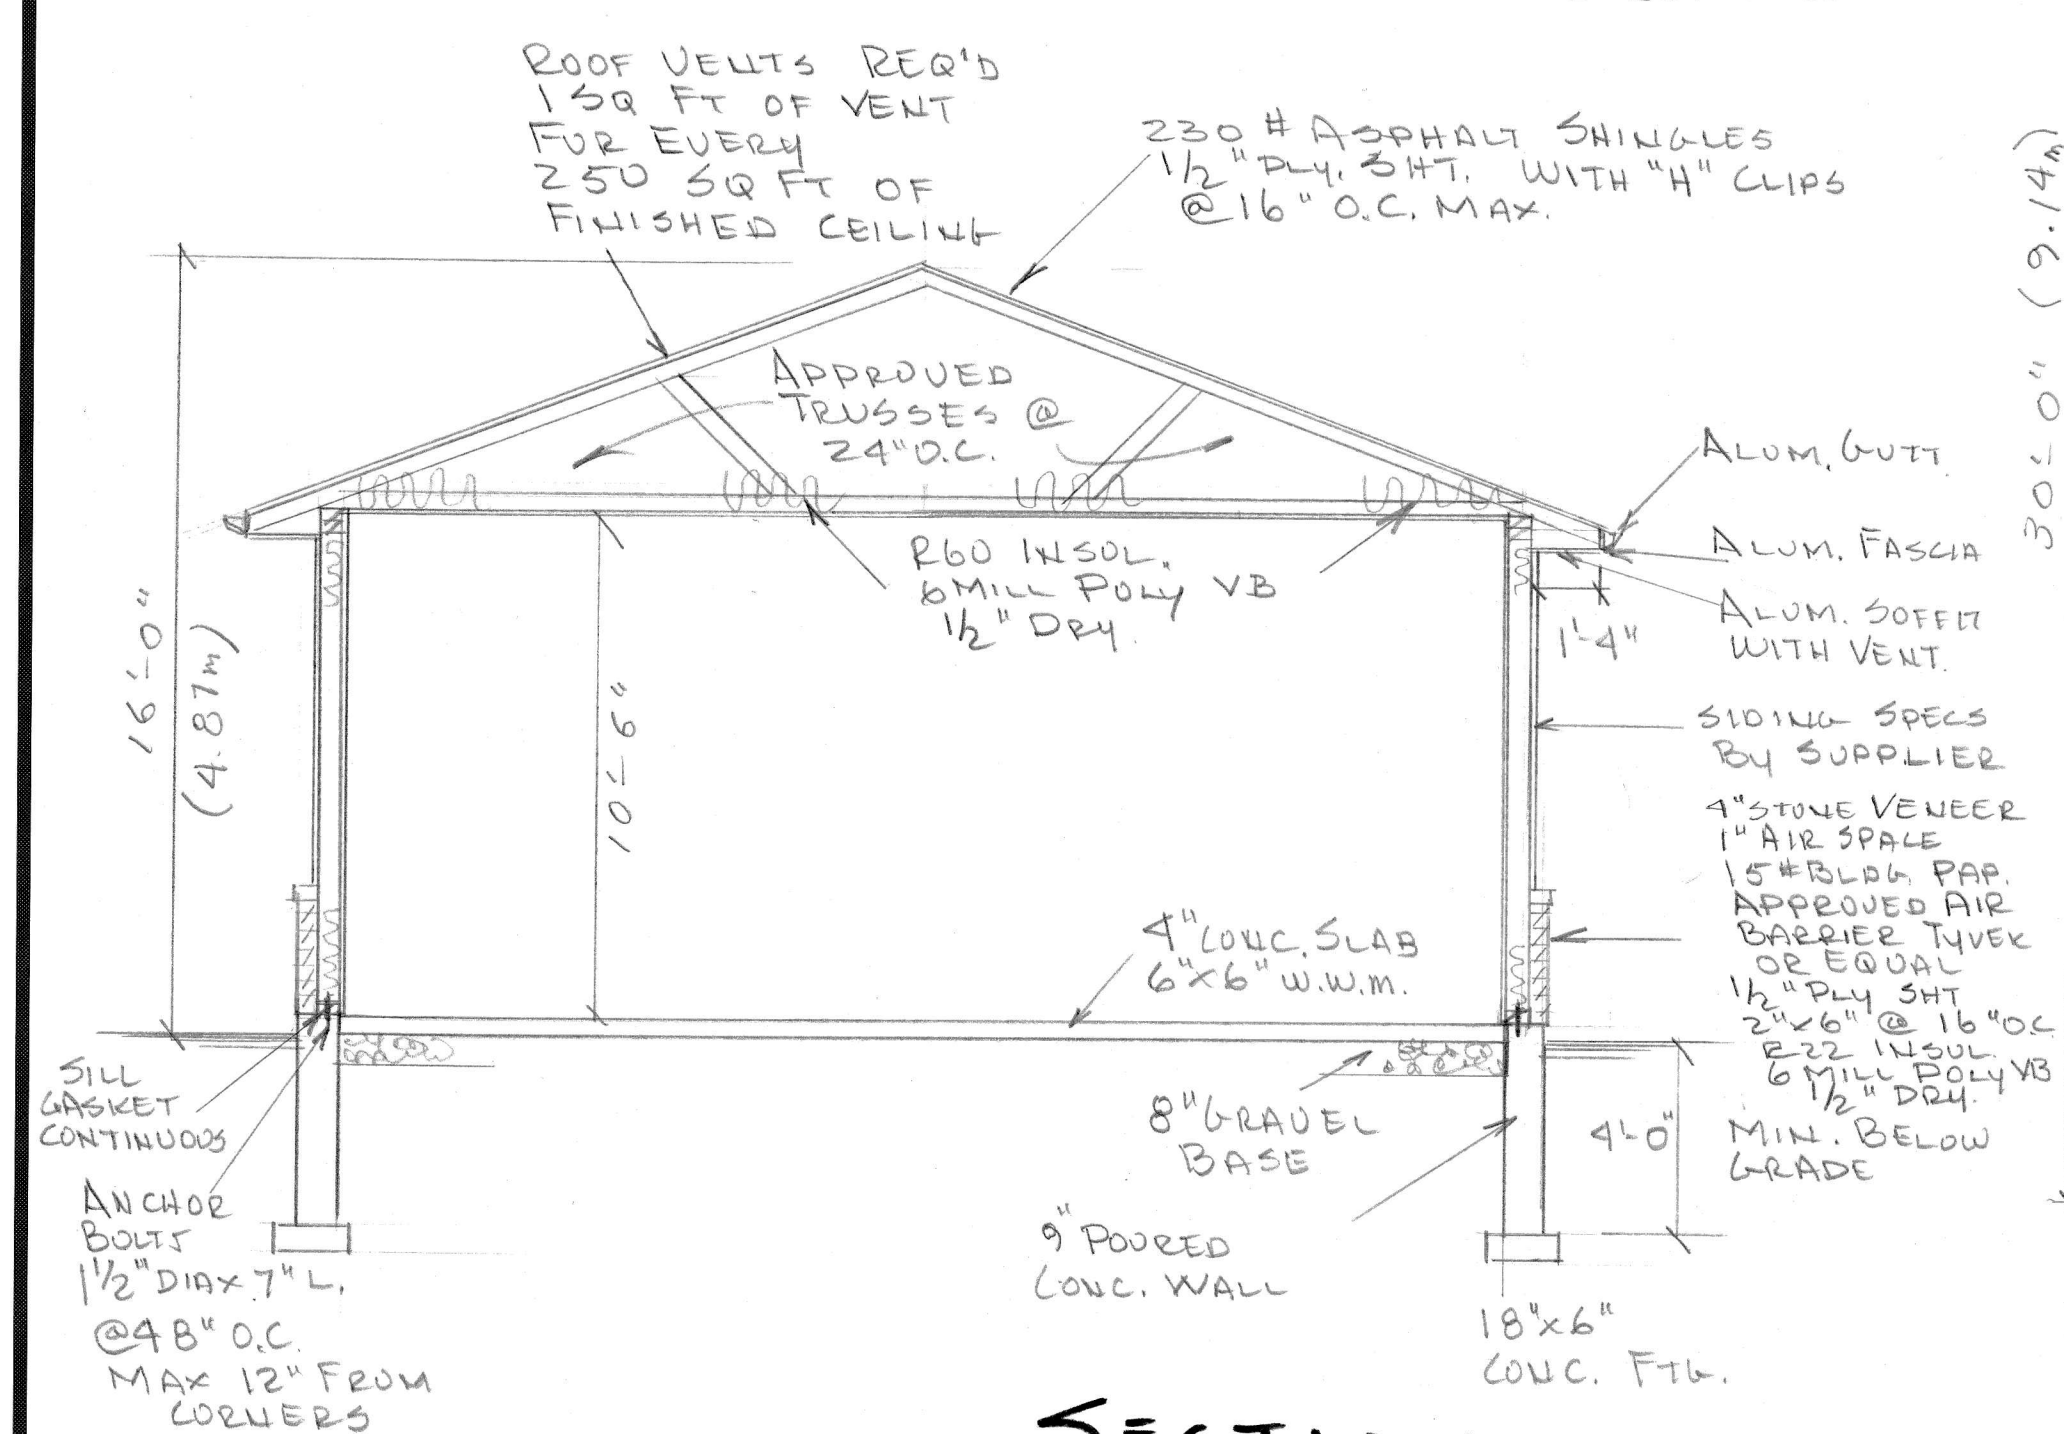 ROOF VENTS REQ'D
1 SQ FT OF VENT
FOR EVERY
250 SQ FT OF
FINISHED CEILING
230 # ASPHALT SHINGLES
1/2" PLY. SHT. WITH "H" CLIPS
@ 16" O.C. MAX.
30'-0" (9.14m)
APPROVED
TRUSSES @
24" O.C.
ALUM. GUTT.
ALUM. FASCIA
ALUM. SOFFIT
WITH VENT.
1'-4"
R60 INSUL.
6 MILL POLY VB
1/2" DRY.
16'-0"
(4.87m)
10'-6"
SIDING SPECS
BY SUPPLIER
4" STONE VENEER
1" AIR SPACE
15 # BLDG. PAP.
APPROVED AIR
BARRIER TYVEK
OR EQUAL
1/2" PLY SHT
2"x6" @ 16" O.C
R22 INSUL.
6 MILL POLY VB
1/2" DRY.
4" CONC. SLAB
6"x6" W.W.M.
SILL
GASKET
CONTINUOUS
8" GRAVEL
BASE
4'-0"
MIN. BELOW
GRADE
ANCHOR
BOLTS
1 1/2" DIA x 7" L.
@ 48" O.C.
MAX 12" FROM
CORNERS
9" POURED
CONC. WALL
18"x6"
CONC. FTG.